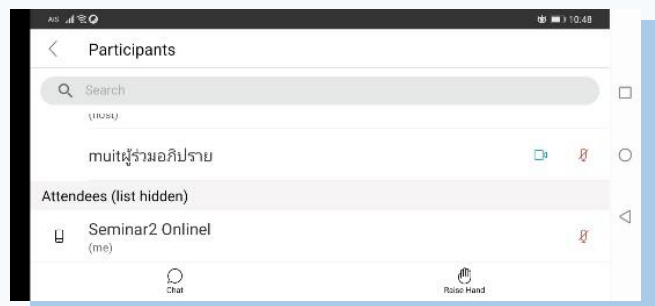 AIS 10:48
Participants
Search
(host)
muitผู้ร่วมอภิปราย
Attendees (list hidden)
Seminar2 Onlinel
(me)
Chat Raise Hand